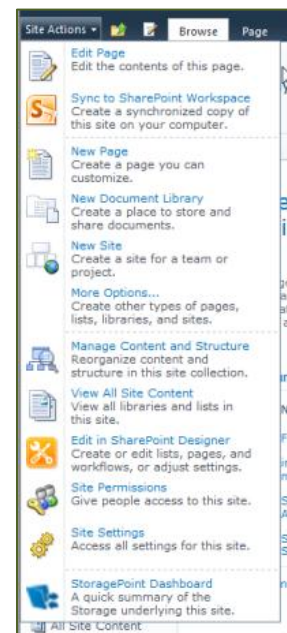 Site Actions Browse Page
Edit Page
Edit the contents of this page.
Sync to SharePoint Workspace
Create a synchronized copy of
this site on your computer.
New Page
Create a page you can
customize.
New Document Library
Create a place to store and
share documents.
New Site
Create a site for a team or
project.
More Options...
Create other types of pages,
lists, libraries, and sites.
Manage Content and Structure
Reorganize content and
structure in this site collection.
View All Site Content
View all libraries and lists in
this site.
Edit in SharePoint Designer
Create or edit lists, pages, and
workflows, or adjust settings.
Site Permissions
Give people access to this site.
Site Settings
Access all settings for this site.
StoragePoint Dashboard
A quick summary of the
Storage underlying this site.
All Site Content